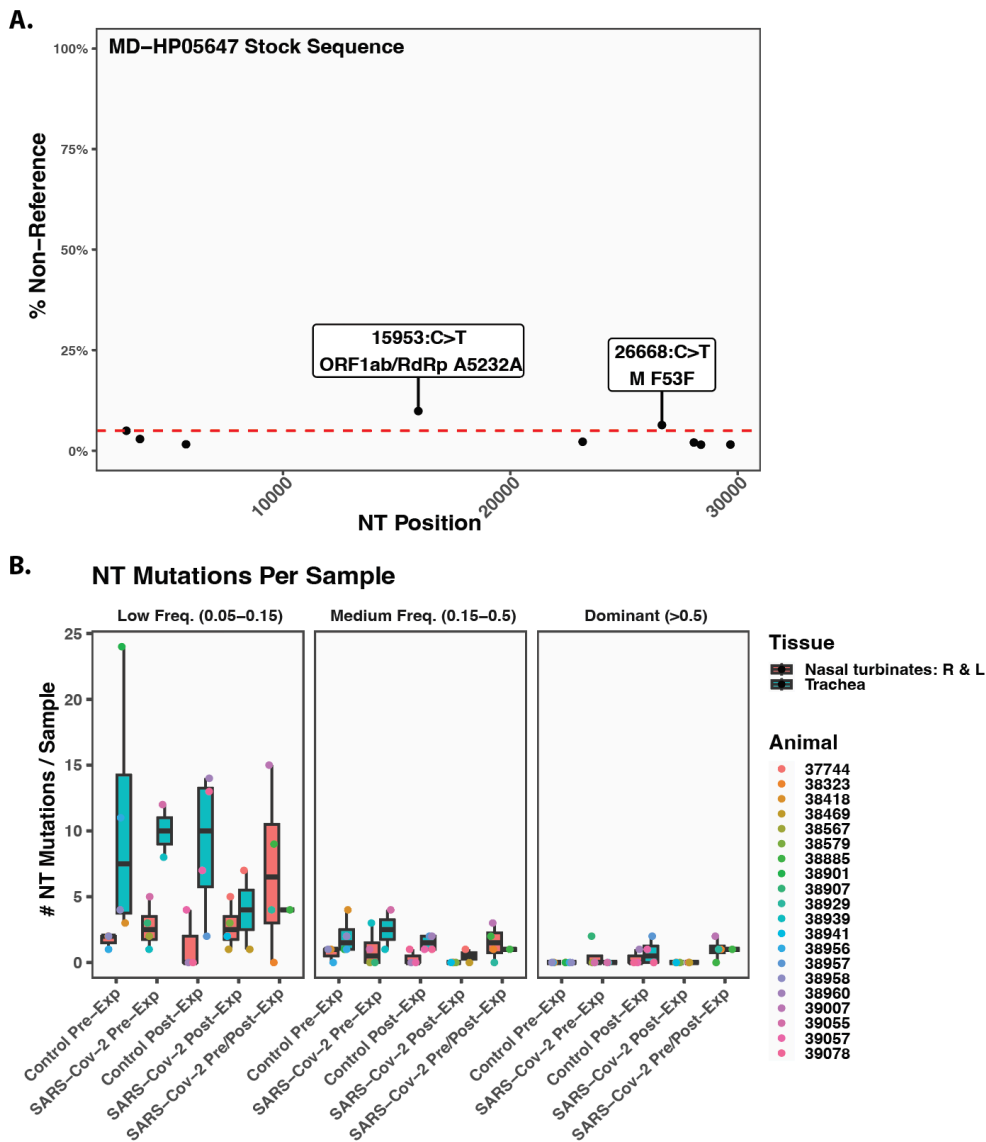 A.
MD−HP05647 Stock Sequence
100%
75%
50%
25%
0%
% Non−Reference
15953:C>T
ORF1ab/RdRp A5232A
26668:C>T
M F53F
10000
20000
30000
NT Position
B.
NT Mutations Per Sample
Low Freq. (0.05−0.15)
Medium Freq. (0.15−0.5)
Dominant (>0.5)
25
20
15
10
5
0
# NT Mutations / Sample
Control Pre−Exp
SARS−Cov−2 Pre−Exp
Control Post−Exp
SARS−Cov−2 Post−Exp
SARS−Cov−2 Pre/Post−Exp
Control Pre−Exp
SARS−Cov−2 Pre−Exp
Control Post−Exp
SARS−Cov−2 Post−Exp
SARS−Cov−2 Pre/Post−Exp
Control Pre−Exp
SARS−Cov−2 Pre−Exp
Control Post−Exp
SARS−Cov−2 Post−Exp
SARS−Cov−2 Pre/Post−Exp
Tissue
Nasal turbinates: R & L
Trachea
Animal
37744
38323
38418
38469
38567
38579
38885
38901
38907
38929
38939
38941
38956
38957
38958
38960
39007
39055
39057
39078